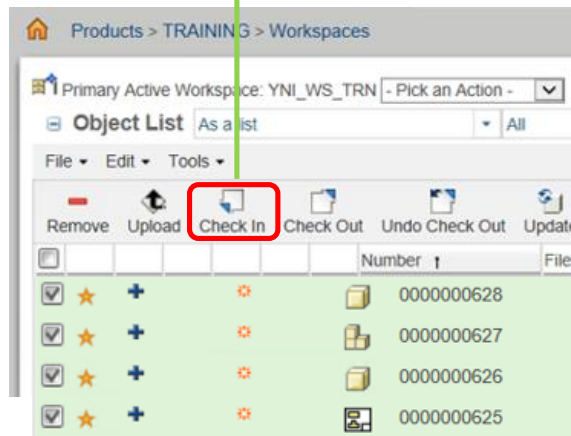 Products > TRAINING > Workspaces
Primary Active Workspace: YNI_WS_TRN - Pick an Action -
Object List As a list All
File Edit Tools
Remove Upload Check In Check Out Undo Check Out Update
Number File
0000000628
0000000627
0000000626
0000000625